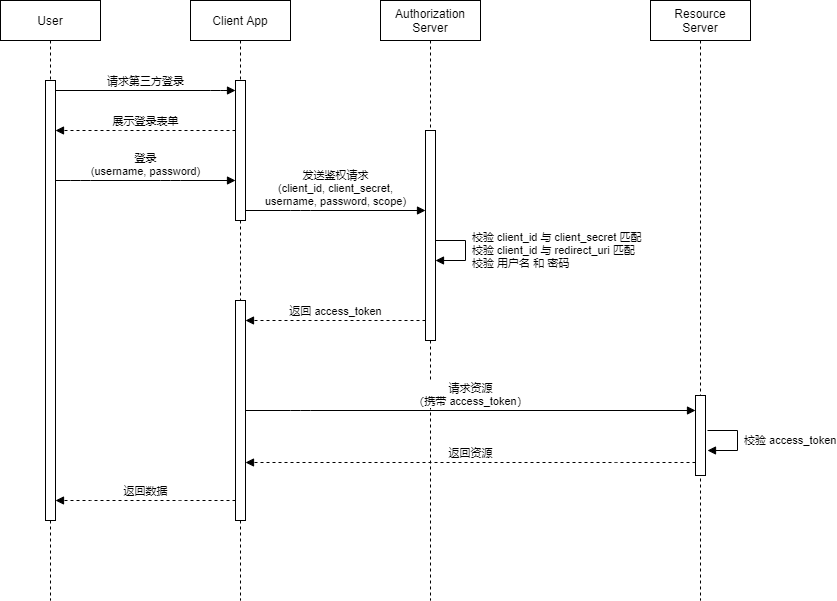 User
Client App
Authorization
Server
Resource
Server
请求第三方登录
展示登录表单
登录
(username, password)
发送鉴权请求
(client_id, client_secret,
username, password, scope)
校验 client_id 与 client_secret 匹配
校验 client_id 与 redirect_uri 匹配
校验 用户名 和 密码
返回 access_token
请求资源
（携带 access_token）
校验 access_token
返回资源
返回数据